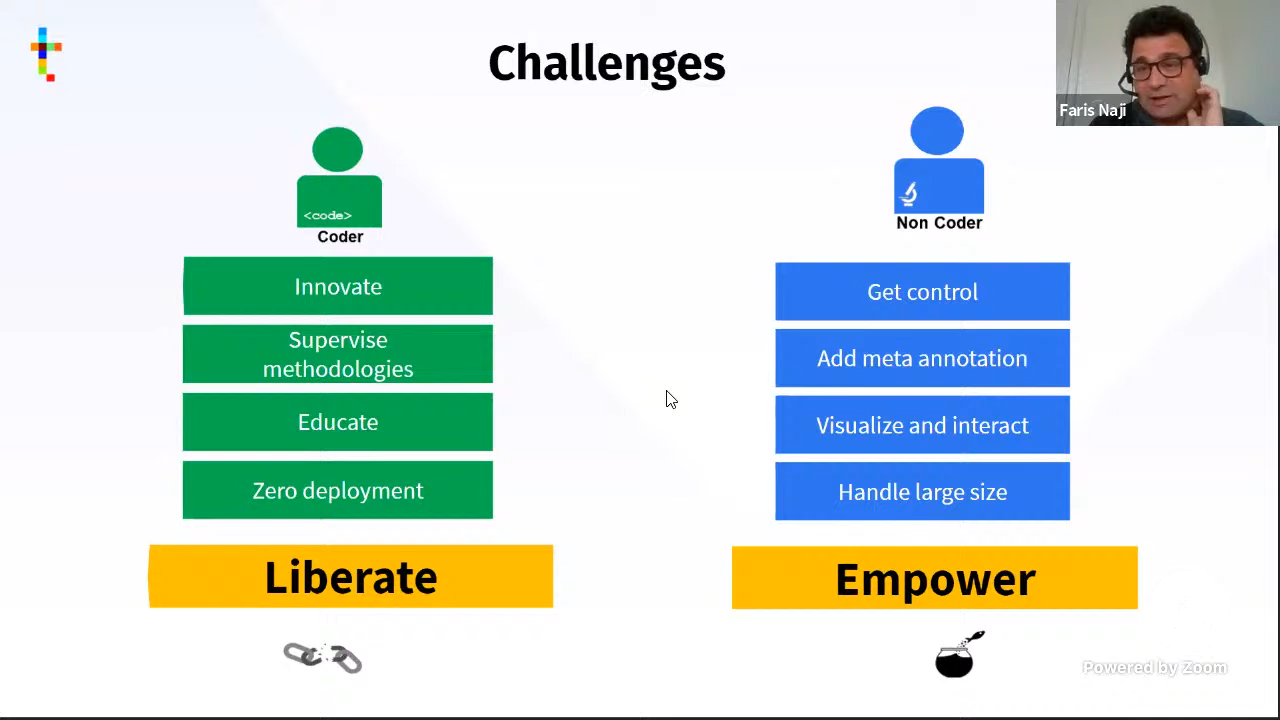 Challenges
Faris Naji
<code>
Coder
Innovate
Supervise
methodologies
Educate
Zero deployment
Liberate
Non Coder
Get control
Add meta annotation
Visualize and interact
Handle large size
Empower
Powered by Zoom